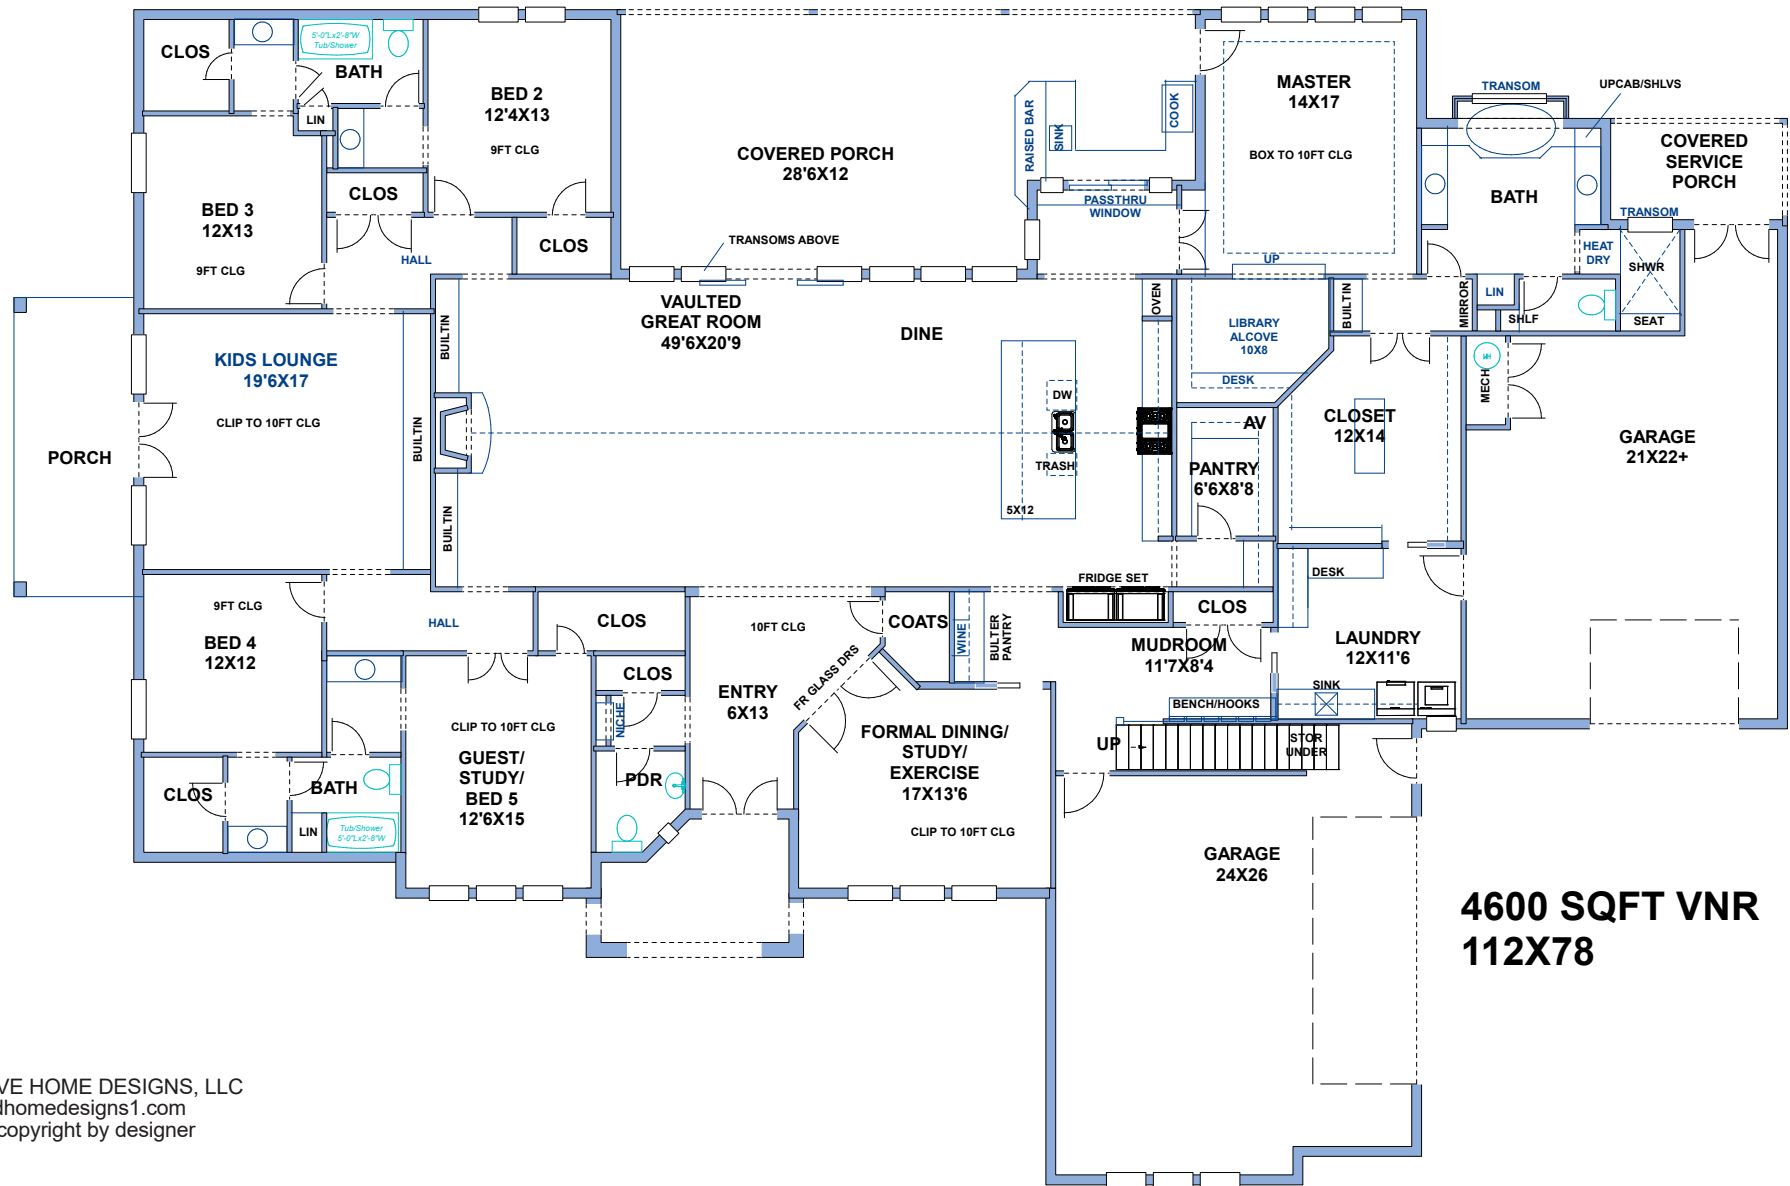 CLOS
5'-0"Lx2'-8"W
Tub/Shower
BATH
LIN
BED 2
12'4X13
9FT CLG
CLOS
CLOS
BED 3
12X13
9FT CLG
HALL
COVERED PORCH
28'6X12
TRANSOMS ABOVE
RAISED BAR
SINK
COOK
PASSTHRU
WINDOW
MASTER
14X17
BOX TO 10FT CLG
UP
TRANSOM
UPCAB/SHLVS
BATH
COVERED
SERVICE
PORCH
TRANSOM
HEAT
DRY
SHWR
SEAT
LIN
SHLF
MIRROR
BUILTIN
LIBRARY
ALCOVE
10X8
DESK
OVEN
VAULTED
GREAT ROOM
49'6X20'9
DINE
BUILTIN
BUILTIN
BUILTIN
KIDS LOUNGE
19'6X17
CLIP TO 10FT CLG
PORCH
DW
TRASH
5X12
AV
PANTRY
6'6X8'8
CLOSET
12X14
WH
MECH
GARAGE
21X22+
9FT CLG
BED 4
12X12
HALL
CLOS
CLOS
10FT CLG
COATS
WINE
BULTER
PANTRY
FRIDGE SET
CLOS
MUDROOM
11'7X8'4
DESK
LAUNDRY
12X11'6
SINK
BENCH/HOOKS
ENTRY
6X13
FR GLASS DRS
NICHE
PDR
CLIP TO 10FT CLG
GUEST/
STUDY/
BED 5
12'6X15
FORMAL DINING/
STUDY/
EXERCISE
17X13'6
CLIP TO 10FT CLG
UP
STOR
UNDER
CLOS
BATH
LIN
Tub/Shower
5'-0"Lx2'-8"W
GARAGE
24X26
4600 SQFT VNR
112X78
VE HOME DESIGNS, LLC
dhomedesigns1.com
copyright by designer